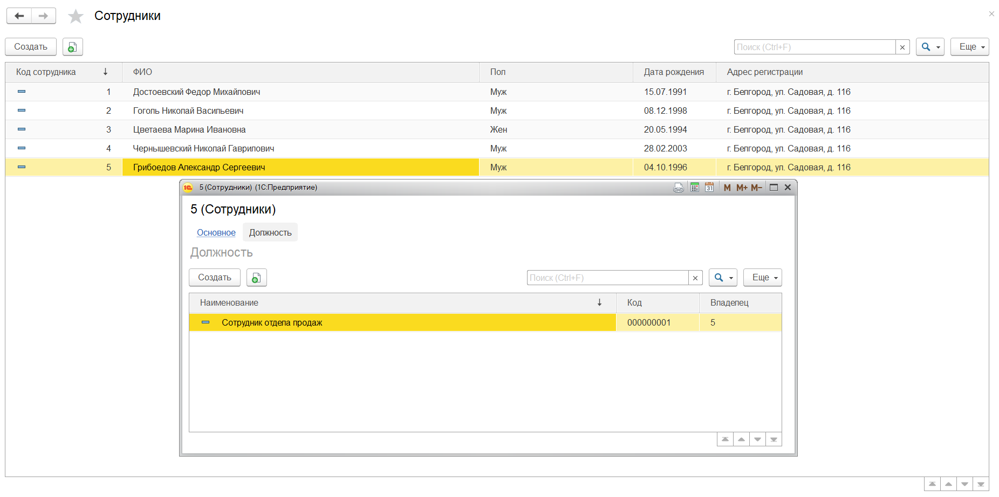 Сотрудники
Создать Поиск (Ctrl+F) Еще
Код сотрудника ФИО Пол Дата рождения Адрес регистрации
1 Достоевский Федор Михайлович Муж 15.07.1991 г. Белгород, ул. Садовая, д. 116
2 Гоголь Николай Васильевич Муж 08.12.1998 г. Белгород, ул. Садовая, д. 116
3 Цветаева Марина Ивановна Жен 20.05.1994 г. Белгород, ул. Садовая, д. 116
4 Чернышевский Николай Гаврилович Муж 28.02.2003 г. Белгород, ул. Садовая, д. 116
5 Грибоедов Александр Сергеевич Муж 04.10.1996 г. Белгород, ул. Садовая, д. 116
1С 5 (Сотрудники) (1С:Предприятие) 31 M M+ M-
5 (Сотрудники)
Основное Должность
Должность
Создать Поиск (Ctrl+F) Еще
Наименование Код Владелец
Сотрудник отдела продаж 000000001 5